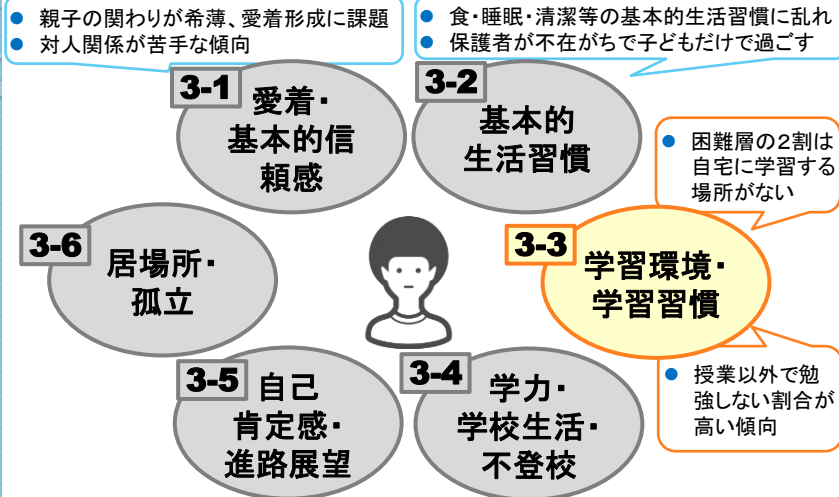 ● 親子の関わりが希薄、愛着形成に課題
● 対人関係が苦手な傾向
● 食・睡眠・清潔等の基本的生活習慣に乱れ
● 保護者が不在がちで子どもだけで過ごす
3-1
愛着・
基本的信
頼感
3-2
基本的
生活習慣
● 困難層の2割は
自宅に学習する
場所がない
3-3
学習環境・
学習習慣
3-6
居場所・
孤立
● 授業以外で勉
強しない割合が
高い傾向
3-5
自己
肯定感・
進路展望
3-4
学力・
学校生活・
不登校